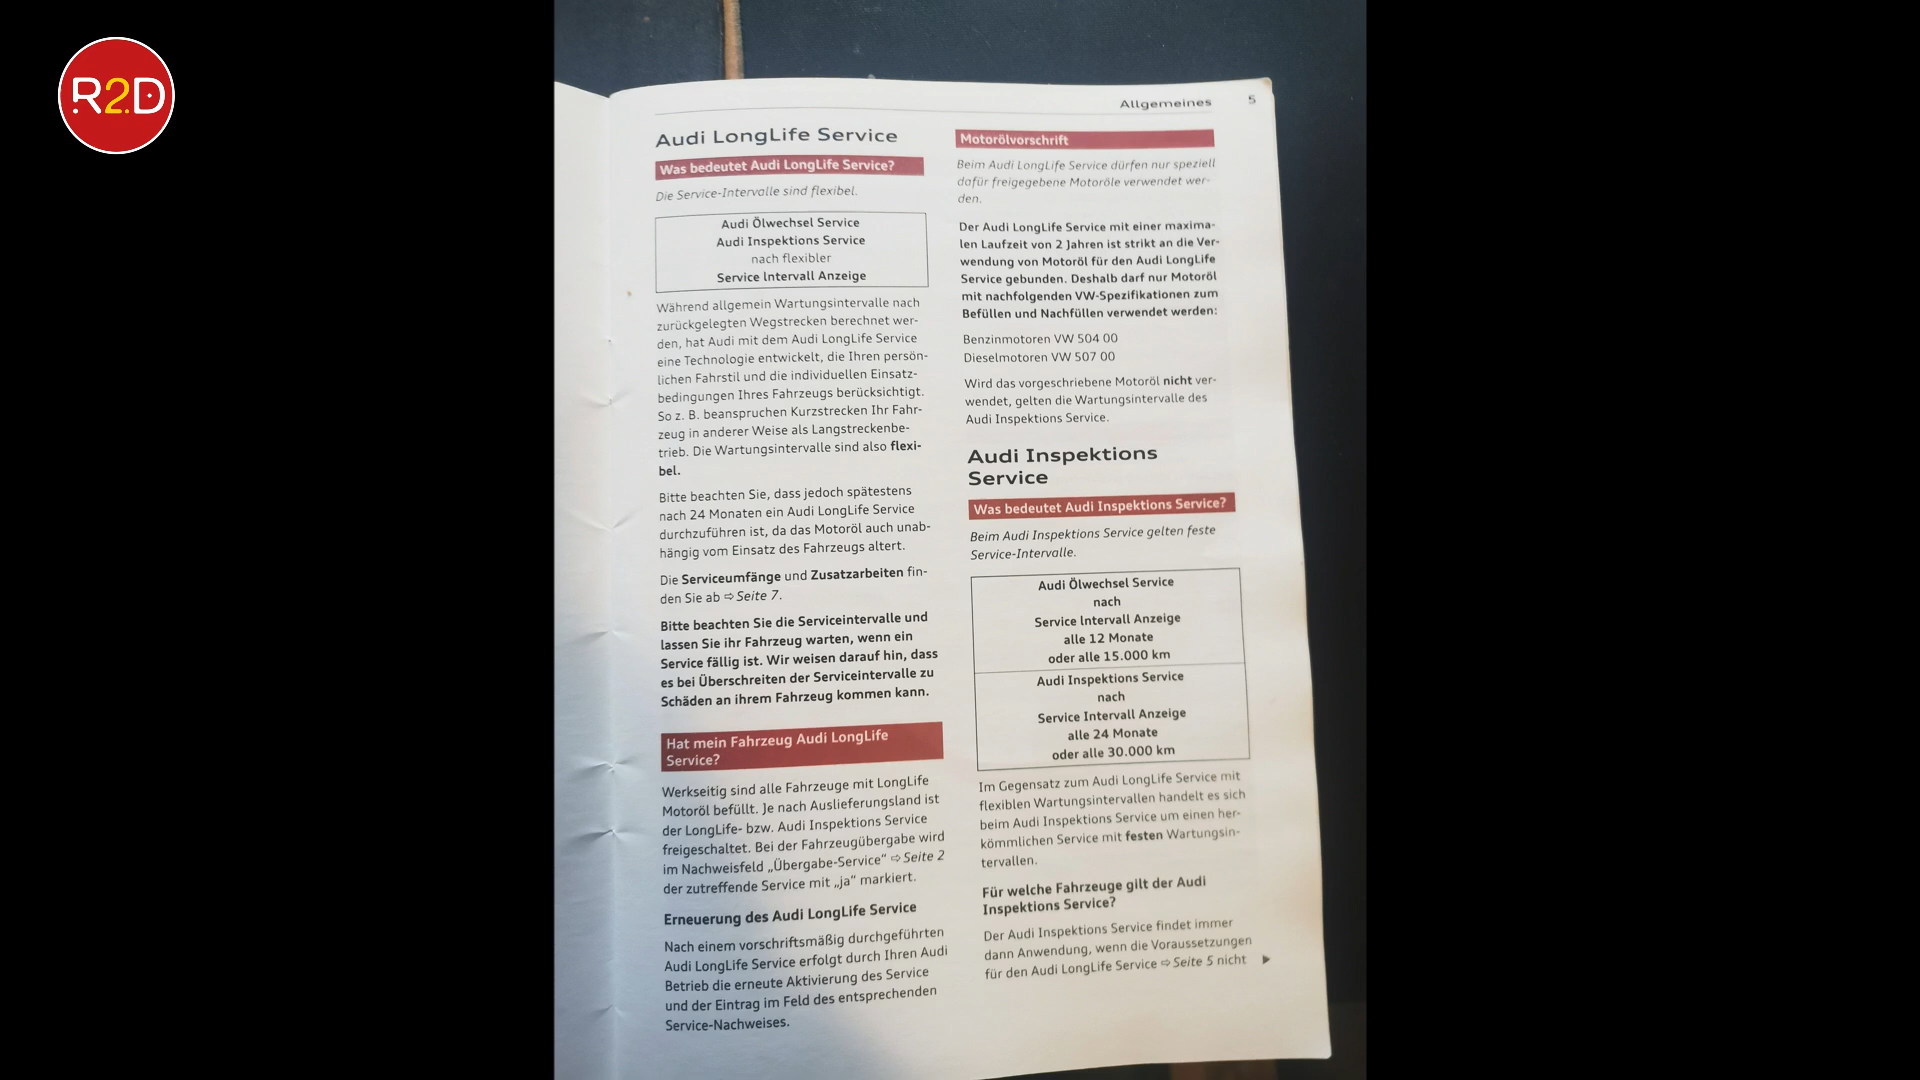 R2D
Allgemeines 5
Audi LongLife Service
Was bedeutet Audi LongLife Service?
Die Service-Intervalle sind flexibel.
Audi Ölwechsel Service
Audi Inspektions Service
nach flexibler
Service Intervall Anzeige
Während allgemein Wartungsintervalle nach
zurückgelegten Wegstrecken berechnet wer-
den, hat Audi mit dem Audi LongLife Service
eine Technologie entwickelt, die Ihren persön-
lichen Fahrstil und die individuellen Einsatz-
bedingungen Ihres Fahrzeugs berücksichtigt.
So z. B. beanspruchen Kurzstrecken Ihr Fahr-
zeug in anderer Weise als Langstreckenbe-
trieb. Die Wartungsintervalle sind also flexi-
bel.
Bitte beachten Sie, dass jedoch spätestens
nach 24 Monaten ein Audi LongLife Service
durchzuführen ist, da das Motoröl auch unab-
hängig vom Einsatz des Fahrzeugs altert.
Die Serviceumfänge und Zusatzarbeiten fin-
den Sie ab ⇨ Seite 7.
Bitte beachten Sie die Serviceintervalle und
lassen Sie ihr Fahrzeug warten, wenn ein
Service fällig ist. Wir weisen darauf hin, dass
es bei Überschreiten der Serviceintervalle zu
Schäden an ihrem Fahrzeug kommen kann.
Hat mein Fahrzeug Audi LongLife
Service?
Werkseitig sind alle Fahrzeuge mit LongLife
Motoröl befüllt. Je nach Auslieferungsland ist
der LongLife- bzw. Audi Inspektions Service
freigeschaltet. Bei der Fahrzeugübergabe wird
im Nachweisfeld „Übergabe-Service“ ⇨ Seite 2
der zutreffende Service mit „ja“ markiert.
Erneuerung des Audi LongLife Service
Nach einem vorschriftsmäßig durchgeführten
Audi LongLife Service erfolgt durch Ihren Audi
Betrieb die erneute Aktivierung des Service
und der Eintrag im Feld des entsprechenden
Service-Nachweises.
Motorölvorschrift
Beim Audi LongLife Service dürfen nur speziell
dafür freigegebene Motoröle verwendet wer-
den.
Der Audi LongLife Service mit einer maxima-
len Laufzeit von 2 Jahren ist strikt an die Ver-
wendung von Motoröl für den Audi LongLife
Service gebunden. Deshalb darf nur Motoröl
mit nachfolgenden VW-Spezifikationen zum
Befüllen und Nachfüllen verwendet werden:
Benzinmotoren VW 504 00
Dieselmotoren VW 507 00
Wird das vorgeschriebene Motoröl nicht ver-
wendet, gelten die Wartungsintervalle des
Audi Inspektions Service.
Audi Inspektions
Service
Was bedeutet Audi Inspektions Service?
Beim Audi Inspektions Service gelten feste
Service-Intervalle.
Audi Ölwechsel Service
nach
Service Intervall Anzeige
alle 12 Monate
oder alle 15.000 km
Audi Inspektions Service
nach
Service Intervall Anzeige
alle 24 Monate
oder alle 30.000 km
Im Gegensatz zum Audi LongLife Service mit
flexiblen Wartungsintervallen handelt es sich
beim Audi Inspektions Service um einen her-
kömmlichen Service mit festen Wartungsin-
tervallen.
Für welche Fahrzeuge gilt der Audi
Inspektions Service?
Der Audi Inspektions Service findet immer
dann Anwendung, wenn die Voraussetzungen
für den Audi LongLife Service ⇨ Seite 5 nicht ▶